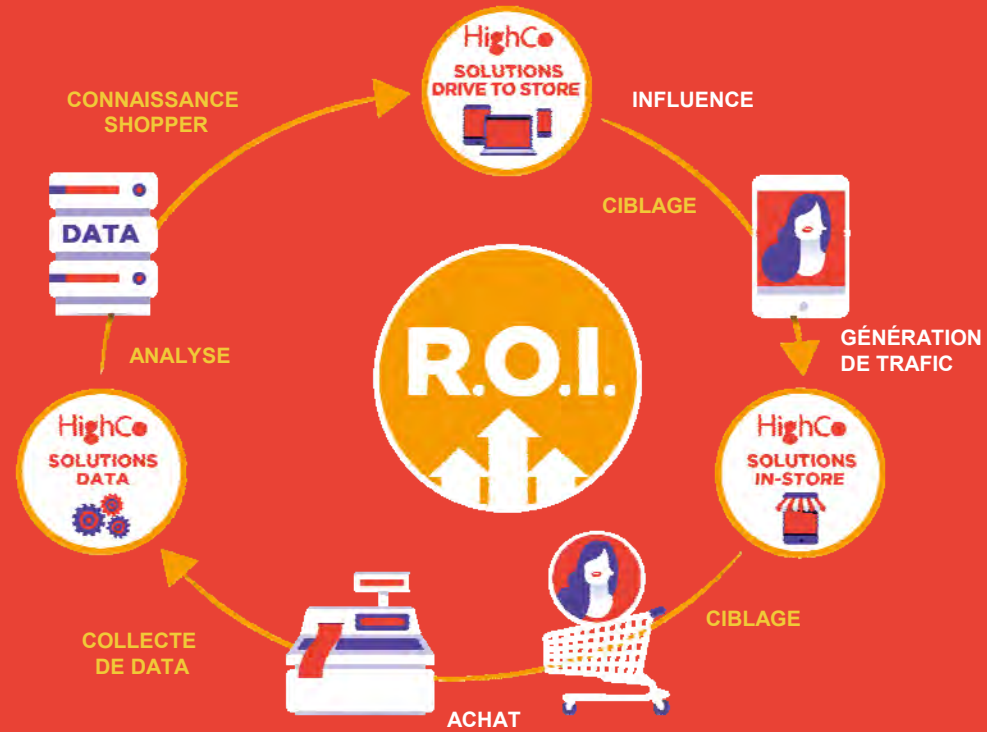 HighCo
SOLUTIONS
DRIVE TO STORE
CONNAISSANCE
SHOPPER
INFLUENCE
CIBLAGE
DATA
R.O.I.
ANALYSE
GÉNÉRATION
DE TRAFIC
HighCo
SOLUTIONS
DATA
HighCo
SOLUTIONS
IN-STORE
CIBLAGE
COLLECTE
DE DATA
ACHAT